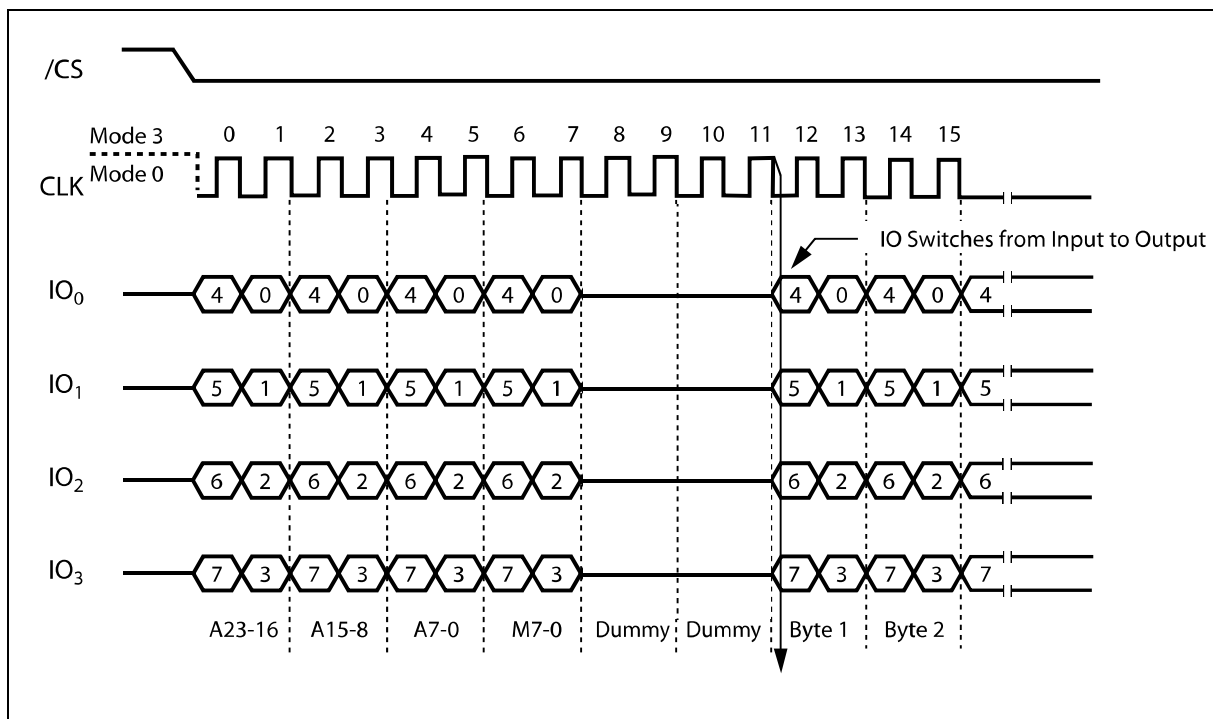 /CS
Mode 3
0 1 2 3 4 5 6 7 8 9 10 11 12 13 14 15
Mode 0
CLK
IO Switches from Input to Output
IO0 4 0 4 0 4 0 4 0 4 0 4 0 4
IO1 5 1 5 1 5 1 5 1 5 1 5 1 5
IO2 6 2 6 2 6 2 6 2 6 2 6 2 6
IO3 7 3 7 3 7 3 7 3 7 3 7 3 7
A23-16 A15-8 A7-0 M7-0 Dummy Dummy Byte 1 Byte 2